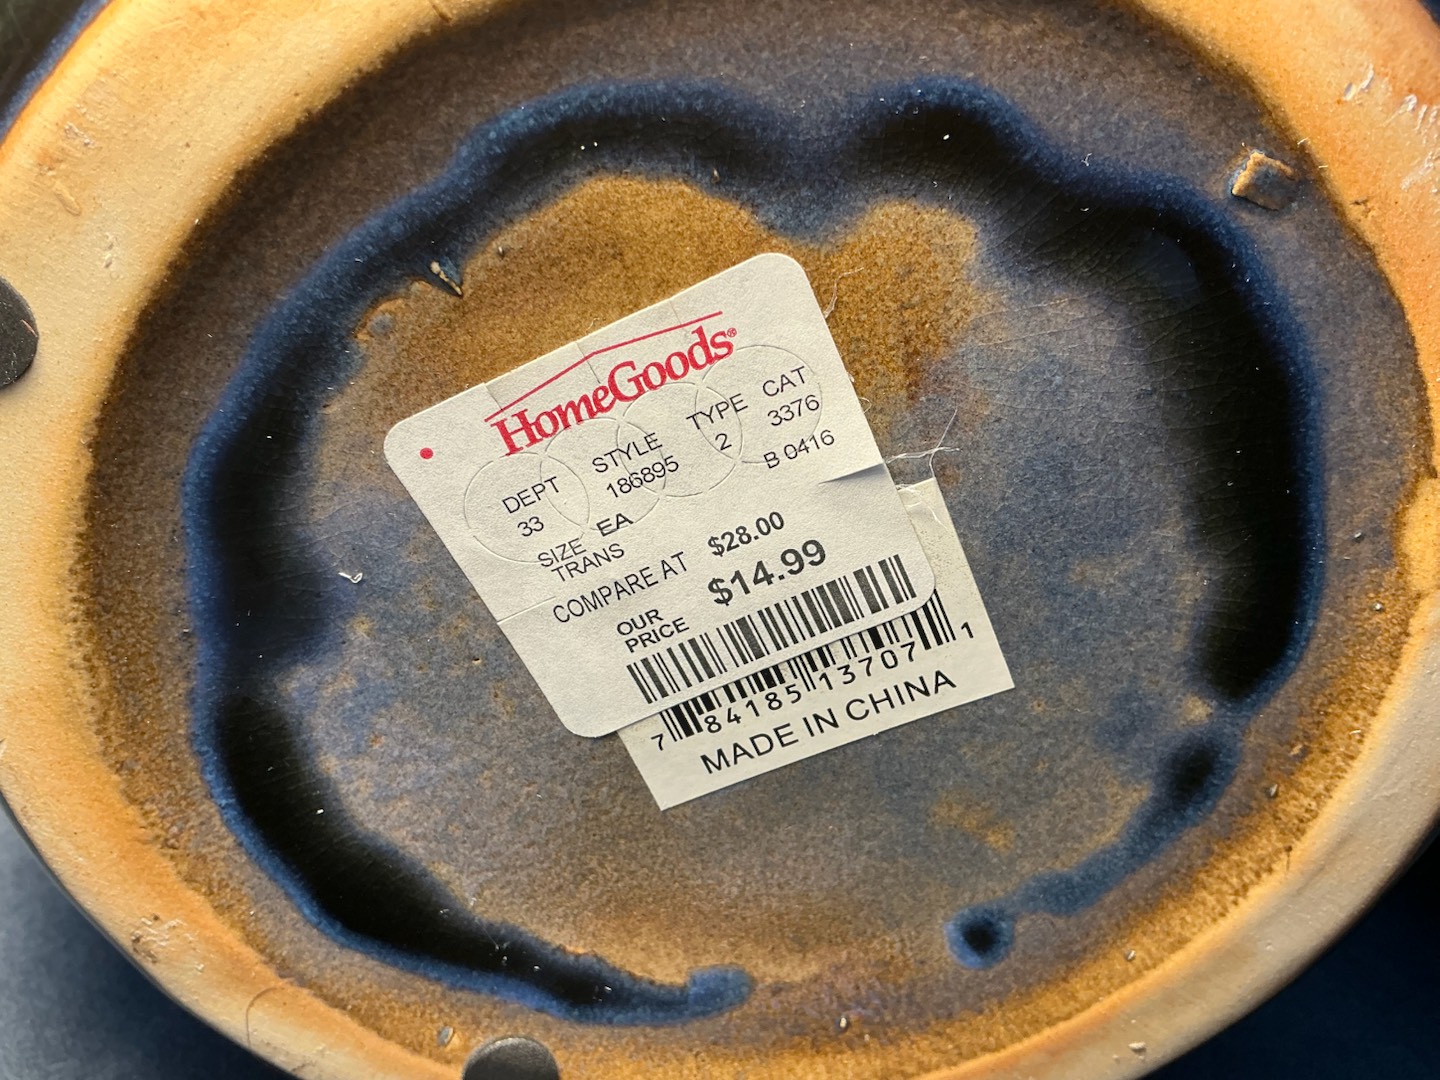 HomeGoods®
DEPT STYLE TYPE CAT
33 186895 2 3376
SIZE EA B 0416
TRANS
COMPARE AT $28.00
OUR PRICE $14.99
7 84185 13707 1
MADE IN CHINA